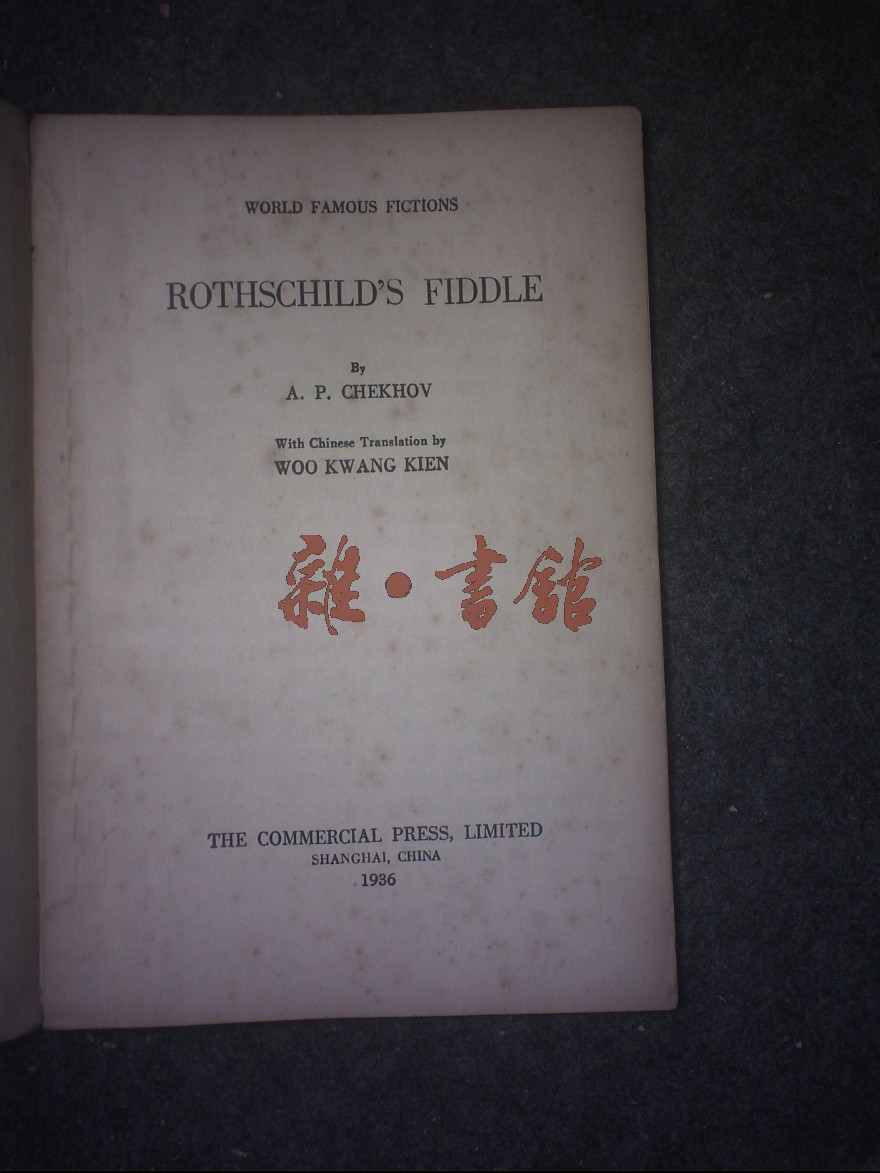 WORLD FAMOUS FICTIONS
ROTHSCHILD'S FIDDLE
By
A. P. CHEKHOV
With Chinese Translation by
WOO KWANG KIEN
雜·書館
THE COMMERCIAL PRESS, LIMITED
SHANGHAI, CHINA
1936